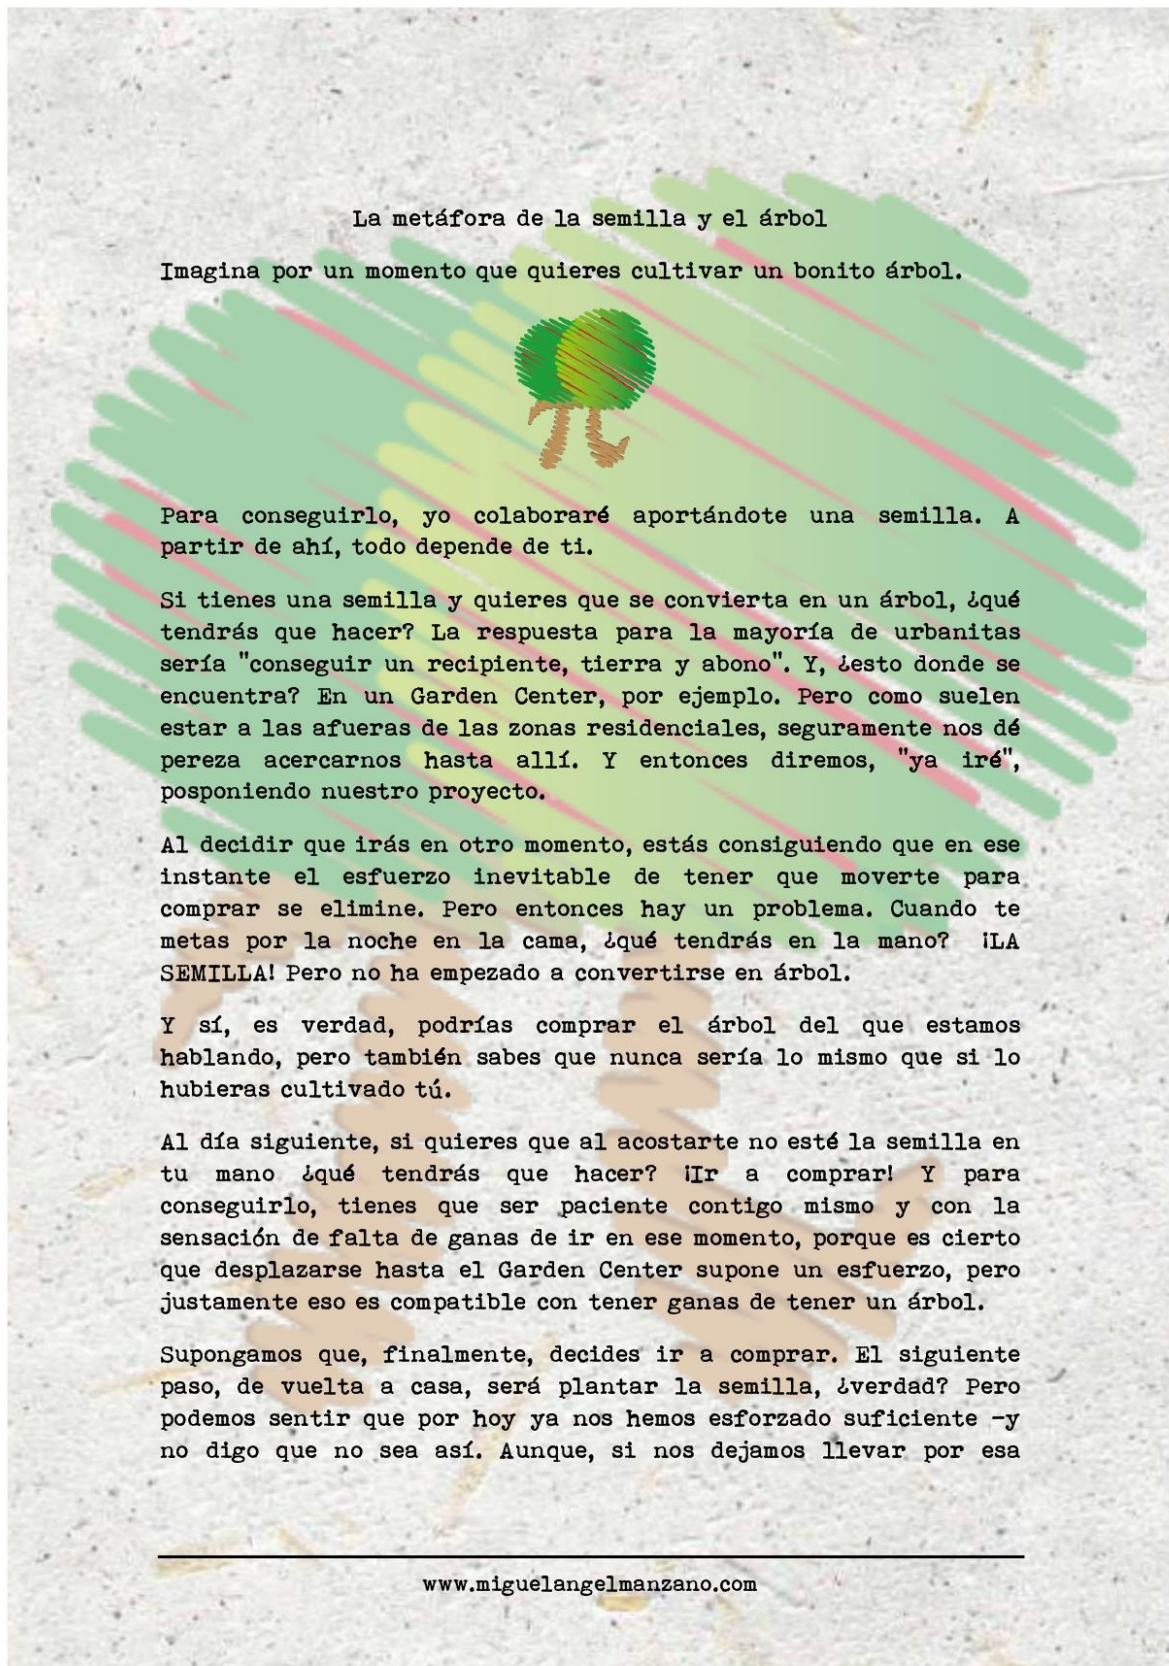 La metáfora de la semilla y el árbol
Imagina por un momento que quieres cultivar un bonito árbol.
Para conseguirlo, yo colaboraré aportándote una semilla. A
partir de ahí, todo depende de ti.
Si tienes una semilla y quieres que se convierta en un árbol, ¿qué
tendrás que hacer? La respuesta para la mayoría de urbanitas
sería "conseguir un recipiente, tierra y abono". Y, ¿esto donde se
encuentra? En un Garden Center, por ejemplo. Pero como suelen
estar a las afueras de las zonas residenciales, seguramente nos dé
pereza acercarnos hasta allí. Y entonces diremos, "ya iré",
posponiendo nuestro proyecto.
Al decidir que irás en otro momento, estás consiguiendo que en ese
instante el esfuerzo inevitable de tener que moverte para
comprar se elimine. Pero entonces hay un problema. Cuando te
metas por la noche en la cama, ¿qué tendrás en la mano? ¡LA
SEMILLA! Pero no ha empezado a convertirse en árbol.
Y sí, es verdad, podrías comprar el árbol del que estamos
hablando, pero también sabes que nunca sería lo mismo que si lo
hubieras cultivado tú.
Al día siguiente, si quieres que al acostarte no esté la semilla en
tu mano ¿qué tendrás que hacer? ¡Ir a comprar! Y para
conseguirlo, tienes que ser paciente contigo mismo y con la
sensación de falta de ganas de ir en ese momento, porque es cierto
que desplazarse hasta el Garden Center supone un esfuerzo, pero
justamente eso es compatible con tener ganas de tener un árbol.
Supongamos que, finalmente, decides ir a comprar. El siguiente
paso, de vuelta a casa, será plantar la semilla, ¿verdad? Pero
podemos sentir que por hoy ya nos hemos esforzado suficiente -y
no digo que no sea así. Aunque, si nos dejamos llevar por esa
www.miguelangelmanzano.com